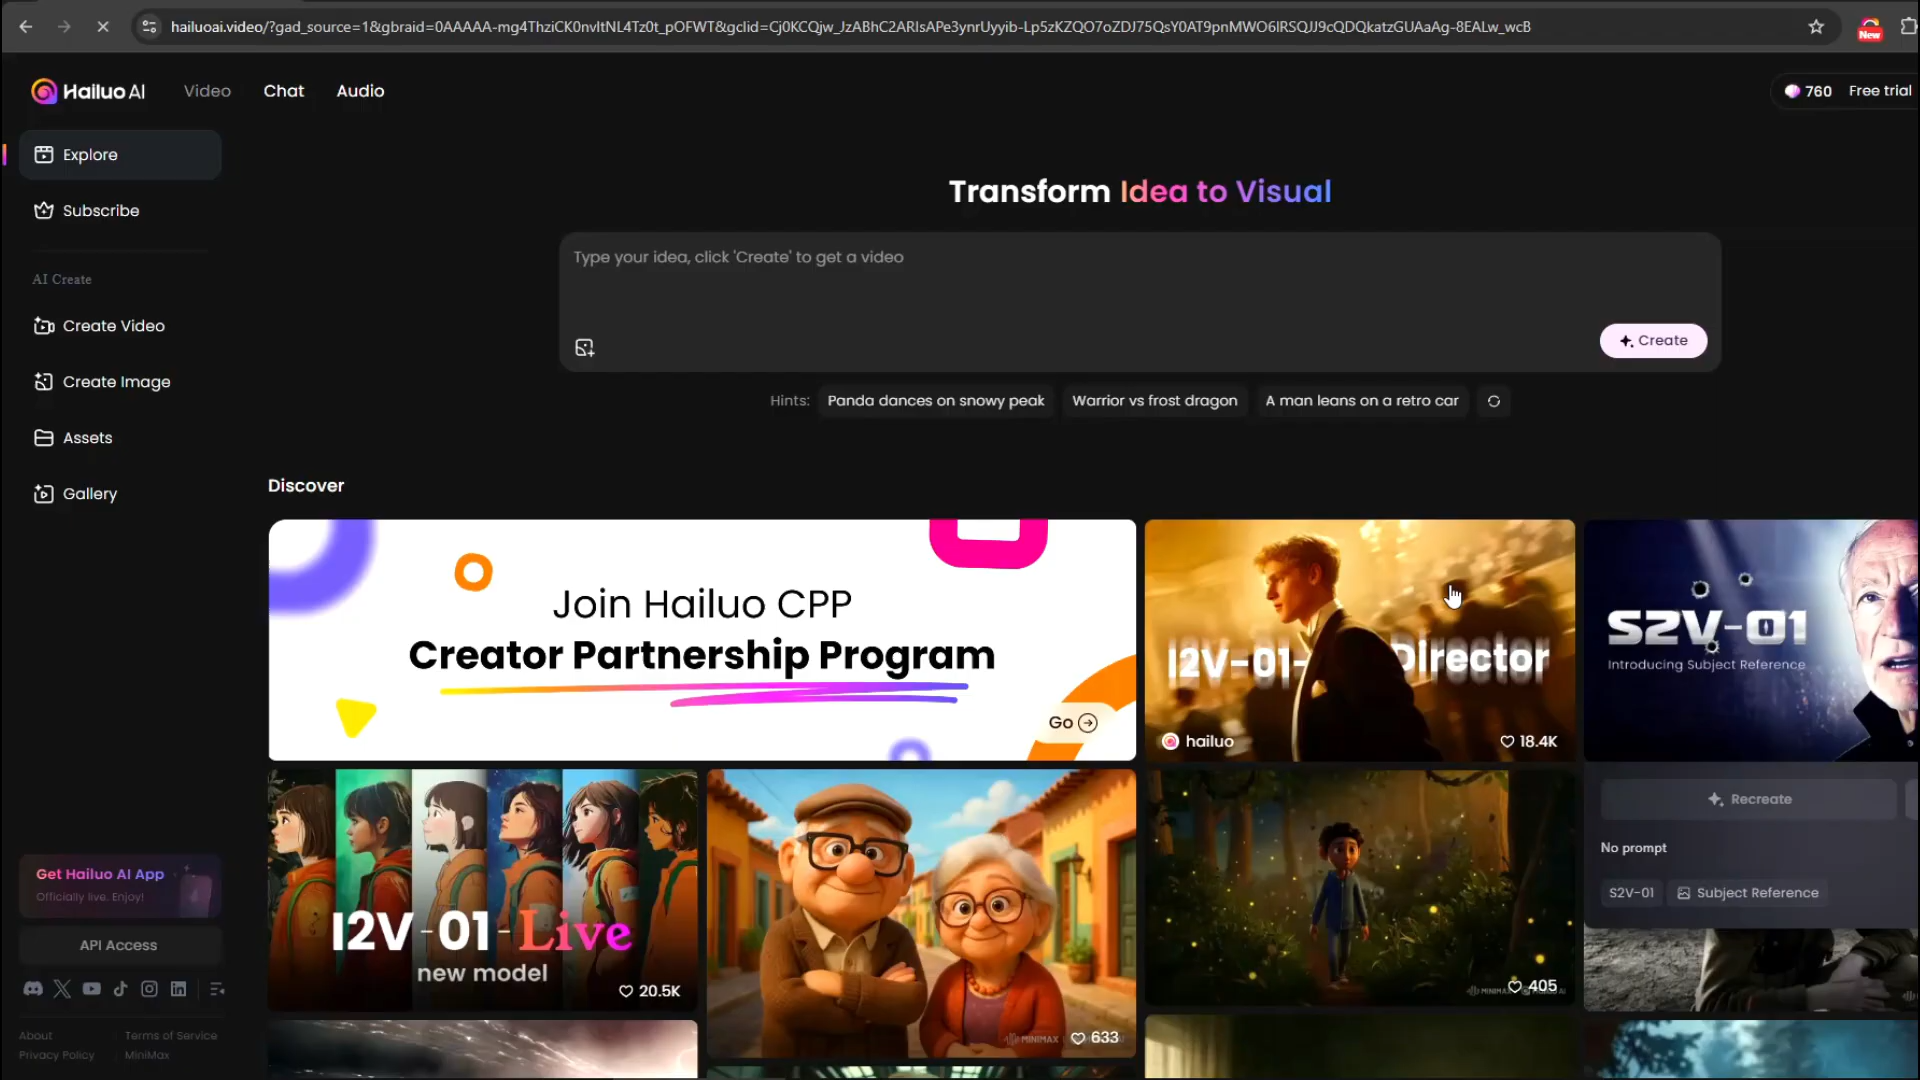 hailuoai.video/?gad_source=1&gbraid=0AAAAA-mg4ThziCK0nvltNL4Tz0t_pOFWT&gclid=Cj0KCQjw_JzABhC2ARIsAPe3ynrUyyib-Lp5zKZQO7oZDJ75QsY0AT9pnMWO6lRSQJJ9cQDQkatzGUAaAg-8EALw_wcB
New
Hailuo AI
Video
Chat
Audio
760
Free trial
Explore
Subscribe
AI Create
Create Video
Create Image
Assets
Gallery
Transform Idea to Visual
Type your idea, click 'Create' to get a video
Create
Hints:
Panda dances on snowy peak
Warrior vs frost dragon
A man leans on a retro car
Discover
Join Hailuo CPP
Creator Partnership Program
Go
I2V-01-Director
hailuo
18.4K
S2V-01
Introducing Subject Reference
I2V-01-Live
new model
20.5K
MINIMAX
633
405
Recreate
No prompt
S2V-01
Subject Reference
Get Hailuo AI App
Officially live. Enjoy!
API Access
About
Terms of Service
Privacy Policy
MiniMax